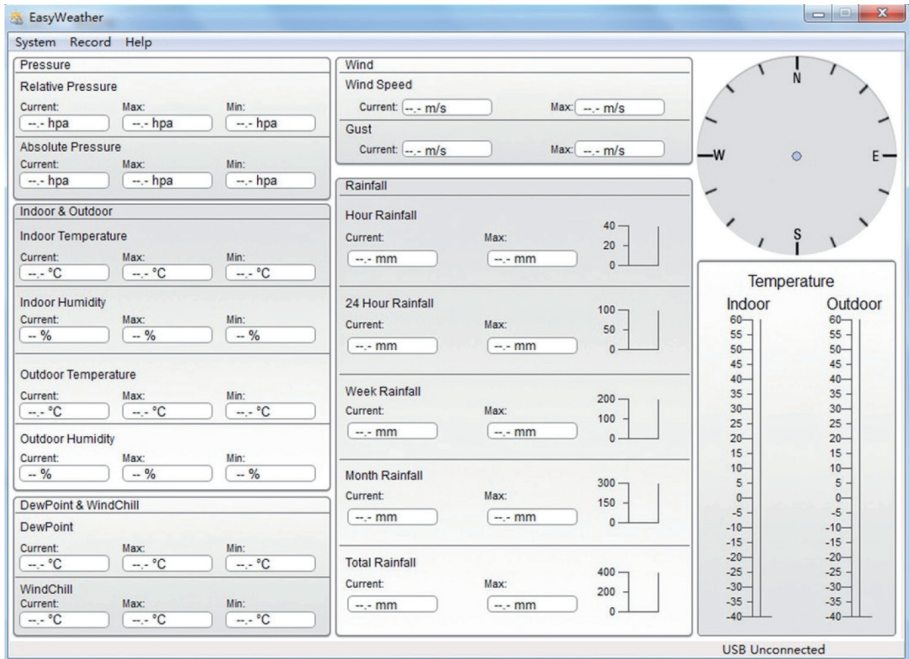 EasyWeather
System Record Help
Pressure
Relative Pressure
Current: Max: Min:
--.- hpa --.- hpa --.- hpa
Absolute Pressure
Current: Max: Min:
--.- hpa --.- hpa --.- hpa
Indoor & Outdoor
Indoor Temperature
Current: Max: Min:
--.- °C --.- °C --.- °C
Indoor Humidity
Current: Max: Min:
-- % -- % -- %
Outdoor Temperature
Current: Max: Min:
--.- °C --.- °C --.- °C
Outdoor Humidity
Current: Max: Min:
-- % -- % -- %
DewPoint & WindChill
DewPoint
Current: Max: Min:
--.- °C --.- °C --.- °C
WindChill
Current: Max: Min:
--.- °C --.- °C --.- °C
Wind
Wind Speed
Current: --.- m/s Max: --.- m/s
Gust
Current: --.- m/s Max: --.- m/s
Rainfall
Hour Rainfall
Current: Max:
--.- mm --.- mm
40
20
0
24 Hour Rainfall
Current: Max:
--.- mm --.- mm
100
50
0
Week Rainfall
Current: Max:
--.- mm --.- mm
200
100
0
Month Rainfall
Current: Max:
--.- mm --.- mm
300
150
0
Total Rainfall
Current: Max:
--.- mm --.- mm
400
200
0
N
W E
S
Temperature
Indoor Outdoor
60 60
55 55
50 50
45 45
40 40
35 35
30 30
25 25
20 20
15 15
10 10
5 5
0 0
-5 -5
-10 -10
-15 -15
-20 -20
-25 -25
-30 -30
-35 -35
-40 -40
USB Unconnected